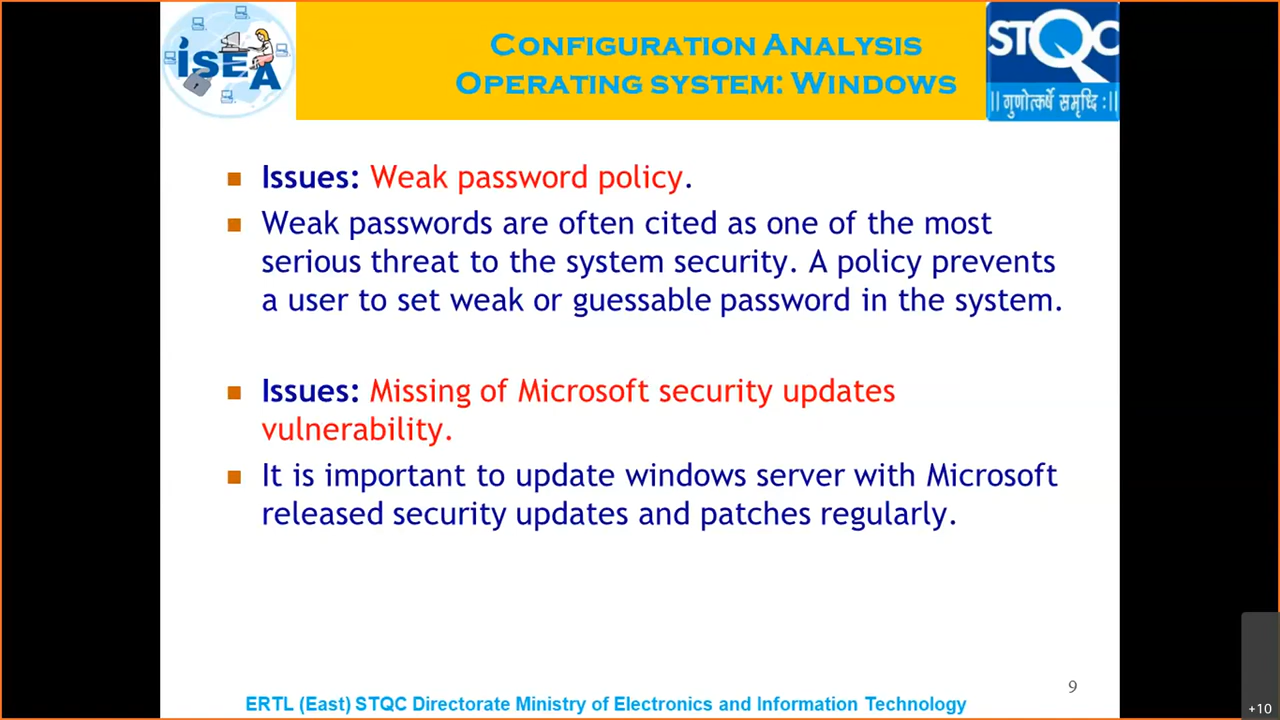 iSEA
CONFIGURATION ANALYSIS
OPERATING SYSTEM: WINDOWS
STQC
||गुणोत्कर्षे समृध्दि:||
Issues: Weak password policy.
Weak passwords are often cited as one of the most
serious threat to the system security. A policy prevents
a user to set weak or guessable password in the system.
Issues: Missing of Microsoft security updates
vulnerability.
It is important to update windows server with Microsoft
released security updates and patches regularly.
9
ERTL (East) STQC Directorate Ministry of Electronics and Information Technology
+10